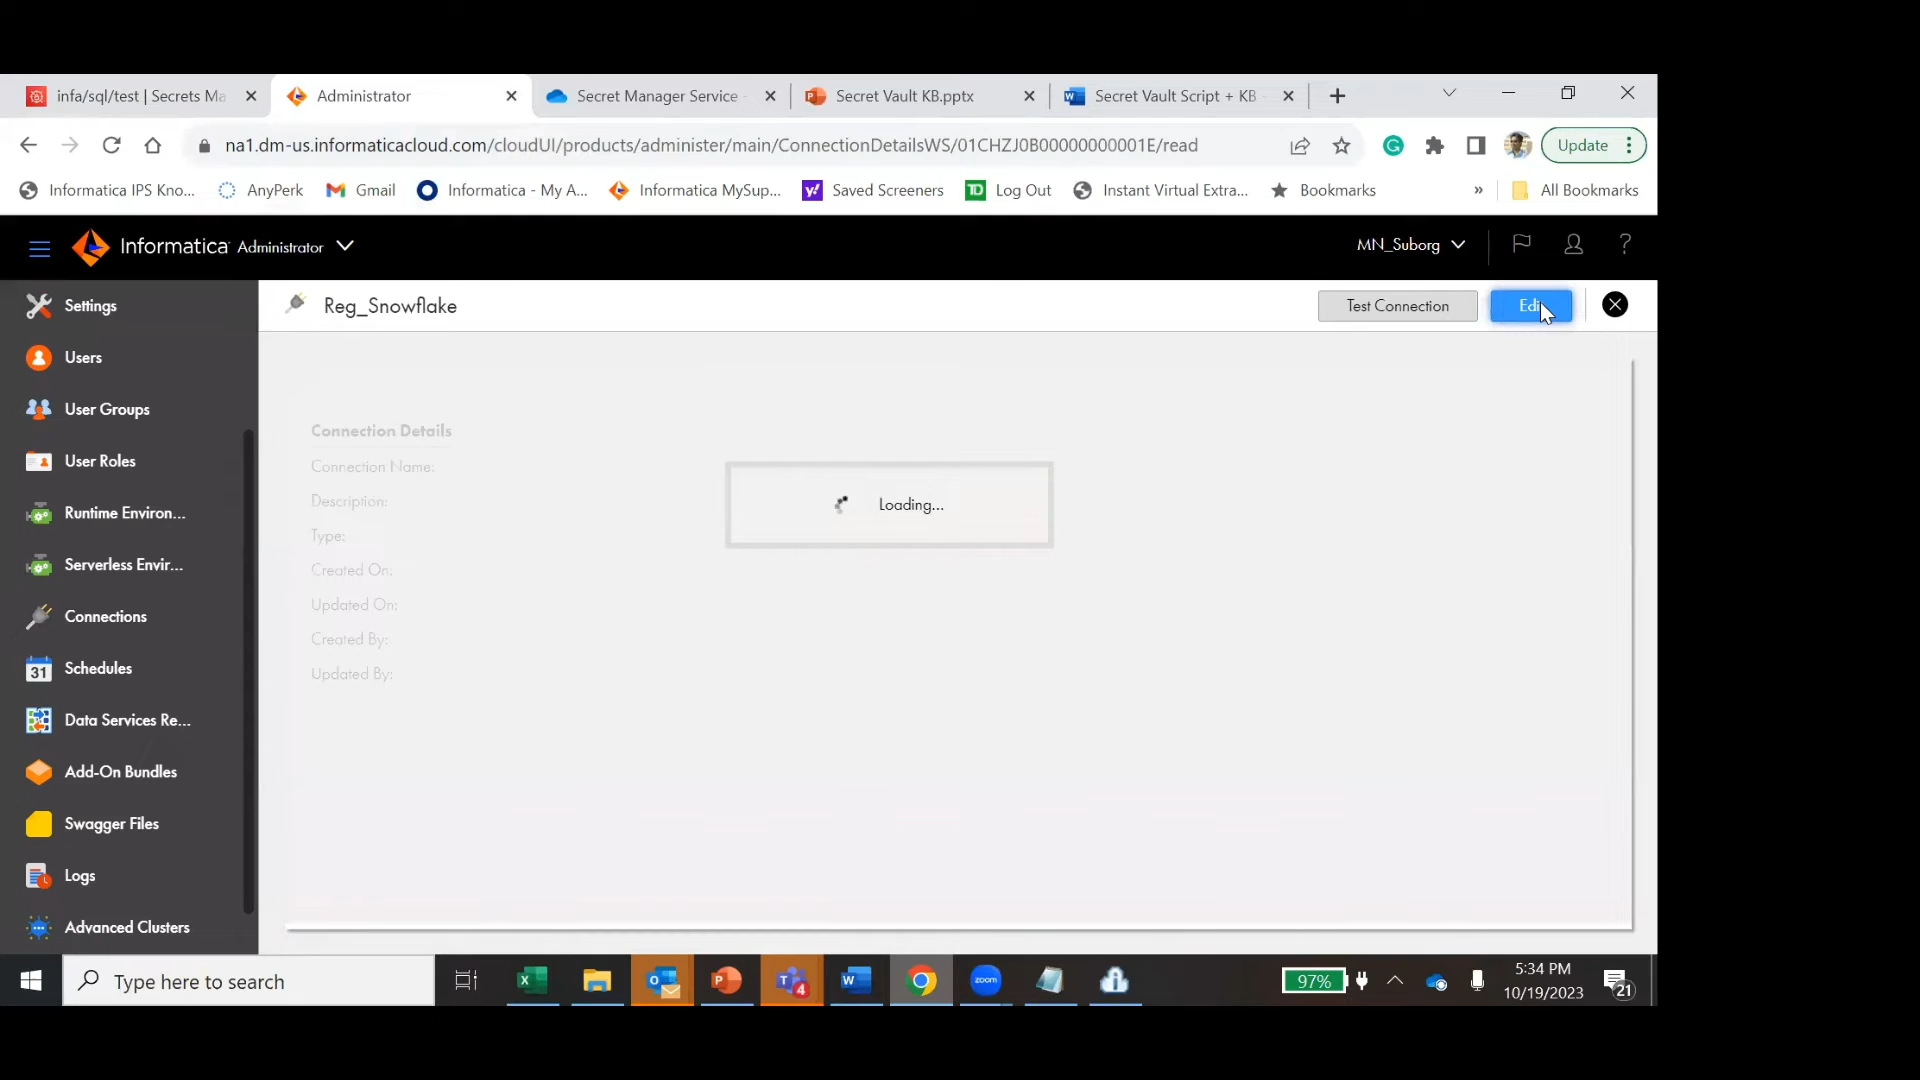 infa/sql/test | Secrets Ma
Administrator
Secret Manager Service -
Secret Vault KB.pptx
Secret Vault Script + KB -
na1.dm-us.informaticacloud.com/cloudUI/products/administer/main/ConnectionDetailsWS/01CHZJ0B00000000001E/read
Update
Informatica IPS Kno...
AnyPerk
Gmail
Informatica - My A...
Informatica MySup...
Saved Screeners
Log Out
Instant Virtual Extra...
Bookmarks
»
All Bookmarks
Informatica Administrator
MN_Suborg
Settings
Users
User Groups
User Roles
Runtime Environ...
Serverless Envir...
Connections
Schedules
Data Services Re...
Add-On Bundles
Swagger Files
Logs
Advanced Clusters
Reg_Snowflake
Test Connection
Edit
Connection Details
Connection Name:
Description:
Type:
Created On:
Updated On:
Created By:
Updated By:
Loading...
Type here to search
zoom
4
97%
5:34 PM
10/19/2023
21